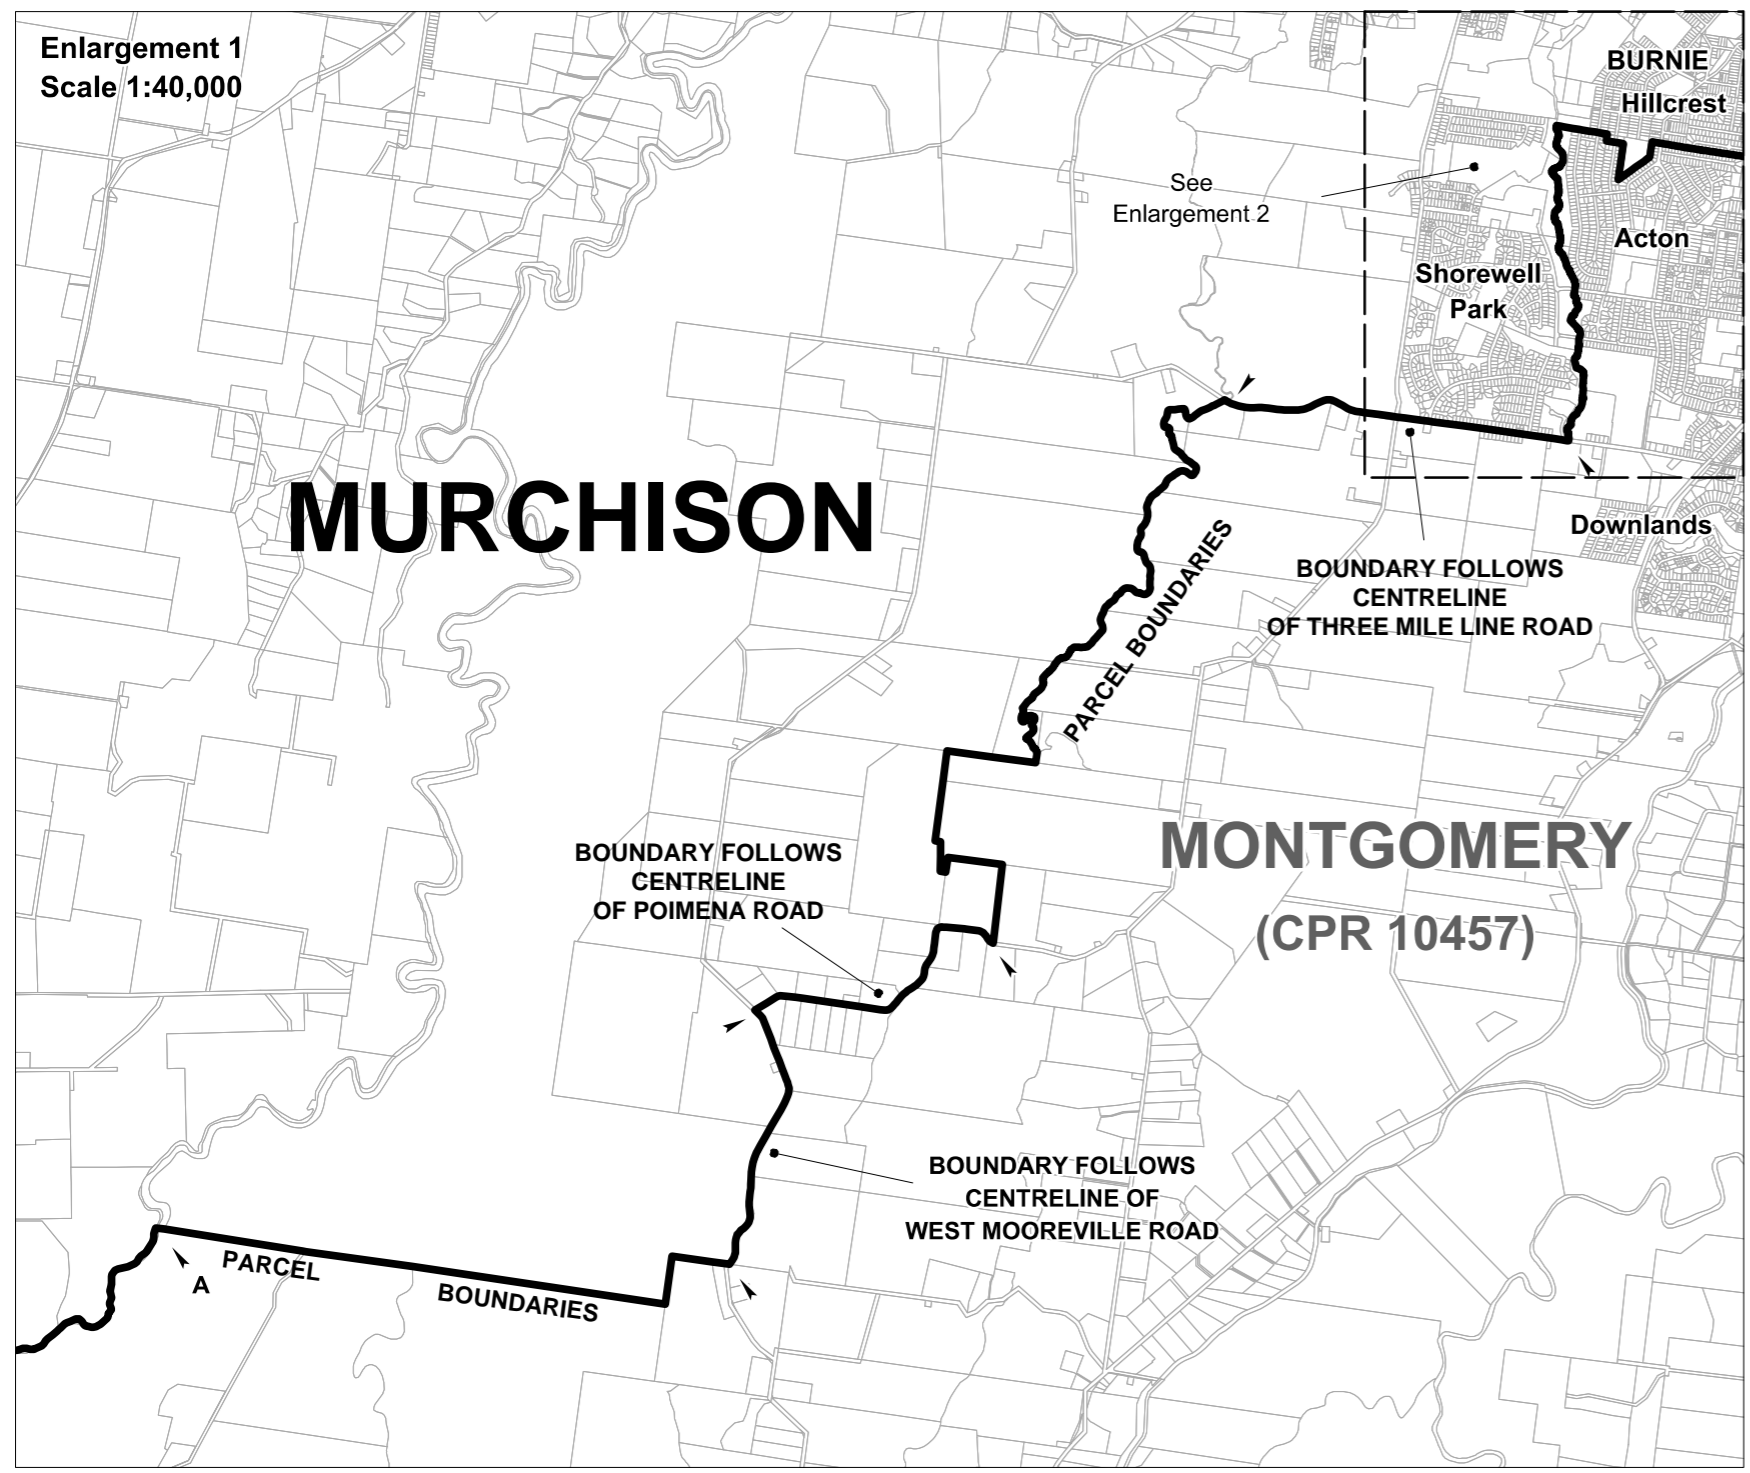 Enlargement 1
Scale 1:40,000
BURNIE
Hillcrest
See
Enlargement 2
Acton
Shorewell
Park
MURCHISON
Downlands
BOUNDARY FOLLOWS
CENTRELINE
OF THREE MILE LINE ROAD
PARCEL BOUNDARIES
MONTGOMERY
(CPR 10457)
BOUNDARY FOLLOWS
CENTRELINE
OF POIMENA ROAD
BOUNDARY FOLLOWS
CENTRELINE OF
WEST MOOREVILLE ROAD
PARCEL BOUNDARIES
A